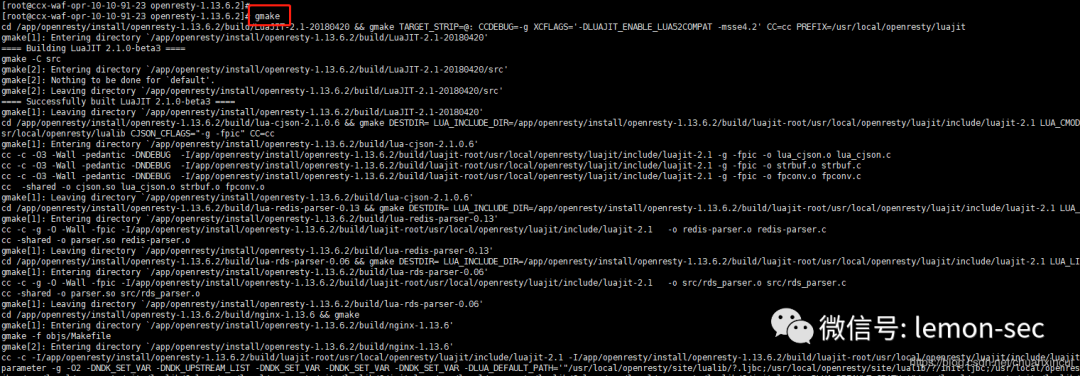 [root@ccx-waf-opr-10-10-91-23 openresty-1.13.6.2]#
[root@ccx-waf-opr-10-10-91-23 openresty-1.13.6.2]# gmake
cd /app/openresty/install/openresty-1.13.6.2/build/LuaJIT-2.1-20180420 && gmake TARGET_STRIP=@: CCDEBUG=-g XCFLAGS='-DLUAJIT_ENABLE_LUA52COMPAT -msse4.2' CC=cc PREFIX=/usr/local/openresty/luajit
gmake[1]: Entering directory `/app/openresty/install/openresty-1.13.6.2/build/LuaJIT-2.1-20180420'
==== Building LuaJIT 2.1.0-beta3 ====
gmake -C src
gmake[2]: Entering directory `/app/openresty/install/openresty-1.13.6.2/build/LuaJIT-2.1-20180420/src'
gmake[2]: Nothing to be done for `default'.
gmake[2]: Leaving directory `/app/openresty/install/openresty-1.13.6.2/build/LuaJIT-2.1-20180420/src'
==== Successfully built LuaJIT 2.1.0-beta3 ====
gmake[1]: Leaving directory `/app/openresty/install/openresty-1.13.6.2/build/LuaJIT-2.1-20180420'
cd /app/openresty/install/openresty-1.13.6.2/build/lua-cjson-2.1.0.6 && gmake DESTDIR= LUA_INCLUDE_DIR=/app/openresty/install/openresty-1.13.6.2/build/luajit-root/usr/local/openresty/luajit/include/luajit-2.1 LUA_CMOD
sr/local/openresty/lualib CJSON_CFLAGS="-g -fpic" CC=cc
gmake[1]: Entering directory `/app/openresty/install/openresty-1.13.6.2/build/lua-cjson-2.1.0.6'
cc -c -O3 -Wall -pedantic -DNDEBUG  -I/app/openresty/install/openresty-1.13.6.2/build/luajit-root/usr/local/openresty/luajit/include/luajit-2.1 -g -fpic -o lua_cjson.o lua_cjson.c
cc -c -O3 -Wall -pedantic -DNDEBUG  -I/app/openresty/install/openresty-1.13.6.2/build/luajit-root/usr/local/openresty/luajit/include/luajit-2.1 -g -fpic -o strbuf.o strbuf.c
cc -c -O3 -Wall -pedantic -DNDEBUG  -I/app/openresty/install/openresty-1.13.6.2/build/luajit-root/usr/local/openresty/luajit/include/luajit-2.1 -g -fpic -o fpconv.o fpconv.c
cc  -shared -o cjson.so lua_cjson.o strbuf.o fpconv.o
gmake[1]: Leaving directory `/app/openresty/install/openresty-1.13.6.2/build/lua-cjson-2.1.0.6'
cd /app/openresty/install/openresty-1.13.6.2/build/lua-redis-parser-0.13 && gmake DESTDIR= LUA_INCLUDE_DIR=/app/openresty/install/openresty-1.13.6.2/build/luajit-root/usr/local/openresty/luajit/include/luajit-2.1 LUA_
gmake[1]: Entering directory `/app/openresty/install/openresty-1.13.6.2/build/lua-redis-parser-0.13'
cc -c -g -O -Wall -fpic -I/app/openresty/install/openresty-1.13.6.2/build/luajit-root/usr/local/openresty/luajit/include/luajit-2.1   -o redis-parser.o redis-parser.c
cc -shared -o parser.so redis-parser.o
gmake[1]: Leaving directory `/app/openresty/install/openresty-1.13.6.2/build/lua-redis-parser-0.13'
cd /app/openresty/install/openresty-1.13.6.2/build/lua-rds-parser-0.06 && gmake DESTDIR= LUA_INCLUDE_DIR=/app/openresty/install/openresty-1.13.6.2/build/luajit-root/usr/local/openresty/luajit/include/luajit-2.1 LUA_LI
gmake[1]: Entering directory `/app/openresty/install/openresty-1.13.6.2/build/lua-rds-parser-0.06'
cc -c -g -O -Wall -fpic -I/app/openresty/install/openresty-1.13.6.2/build/luajit-root/usr/local/openresty/luajit/include/luajit-2.1   -o src/rds_parser.o src/rds_parser.c
cc -shared -o parser.so src/rds_parser.o
gmake[1]: Leaving directory `/app/openresty/install/openresty-1.13.6.2/build/lua-rds-parser-0.06'
cd /app/openresty/install/openresty-1.13.6.2/build/nginx-1.13.6 && gmake
gmake[1]: Entering directory `/app/openresty/install/openresty-1.13.6.2/build/nginx-1.13.6'
gmake -f objs/Makefile
gmake[2]: Entering directory `/app/openresty/install/openresty-1.13.6.2/build/nginx-1.13.6'
cc -c -I/app/openresty/install/openresty-1.13.6.2/build/luajit-root/usr/local/openresty/luajit/include/luajit-2.1 -I/app/openresty/install/openresty-1.13.6.2/build/luajit-root/usr/local/openresty/luajit/include/luaji
parameter -g -O2 -DNDK_SET_VAR -DNDK_UPSTREAM_LIST -DNDK_SET_VAR -DNDK_SET_VAR -DNDK_SET_VAR -DLUA_DEFAULT_PATH='"/usr/local/openresty/site/lualib/?.ljbc;/usr/local/openresty/site/lualib/?/init.ljbc;/usr/local/openres
微信号: lemon-sec